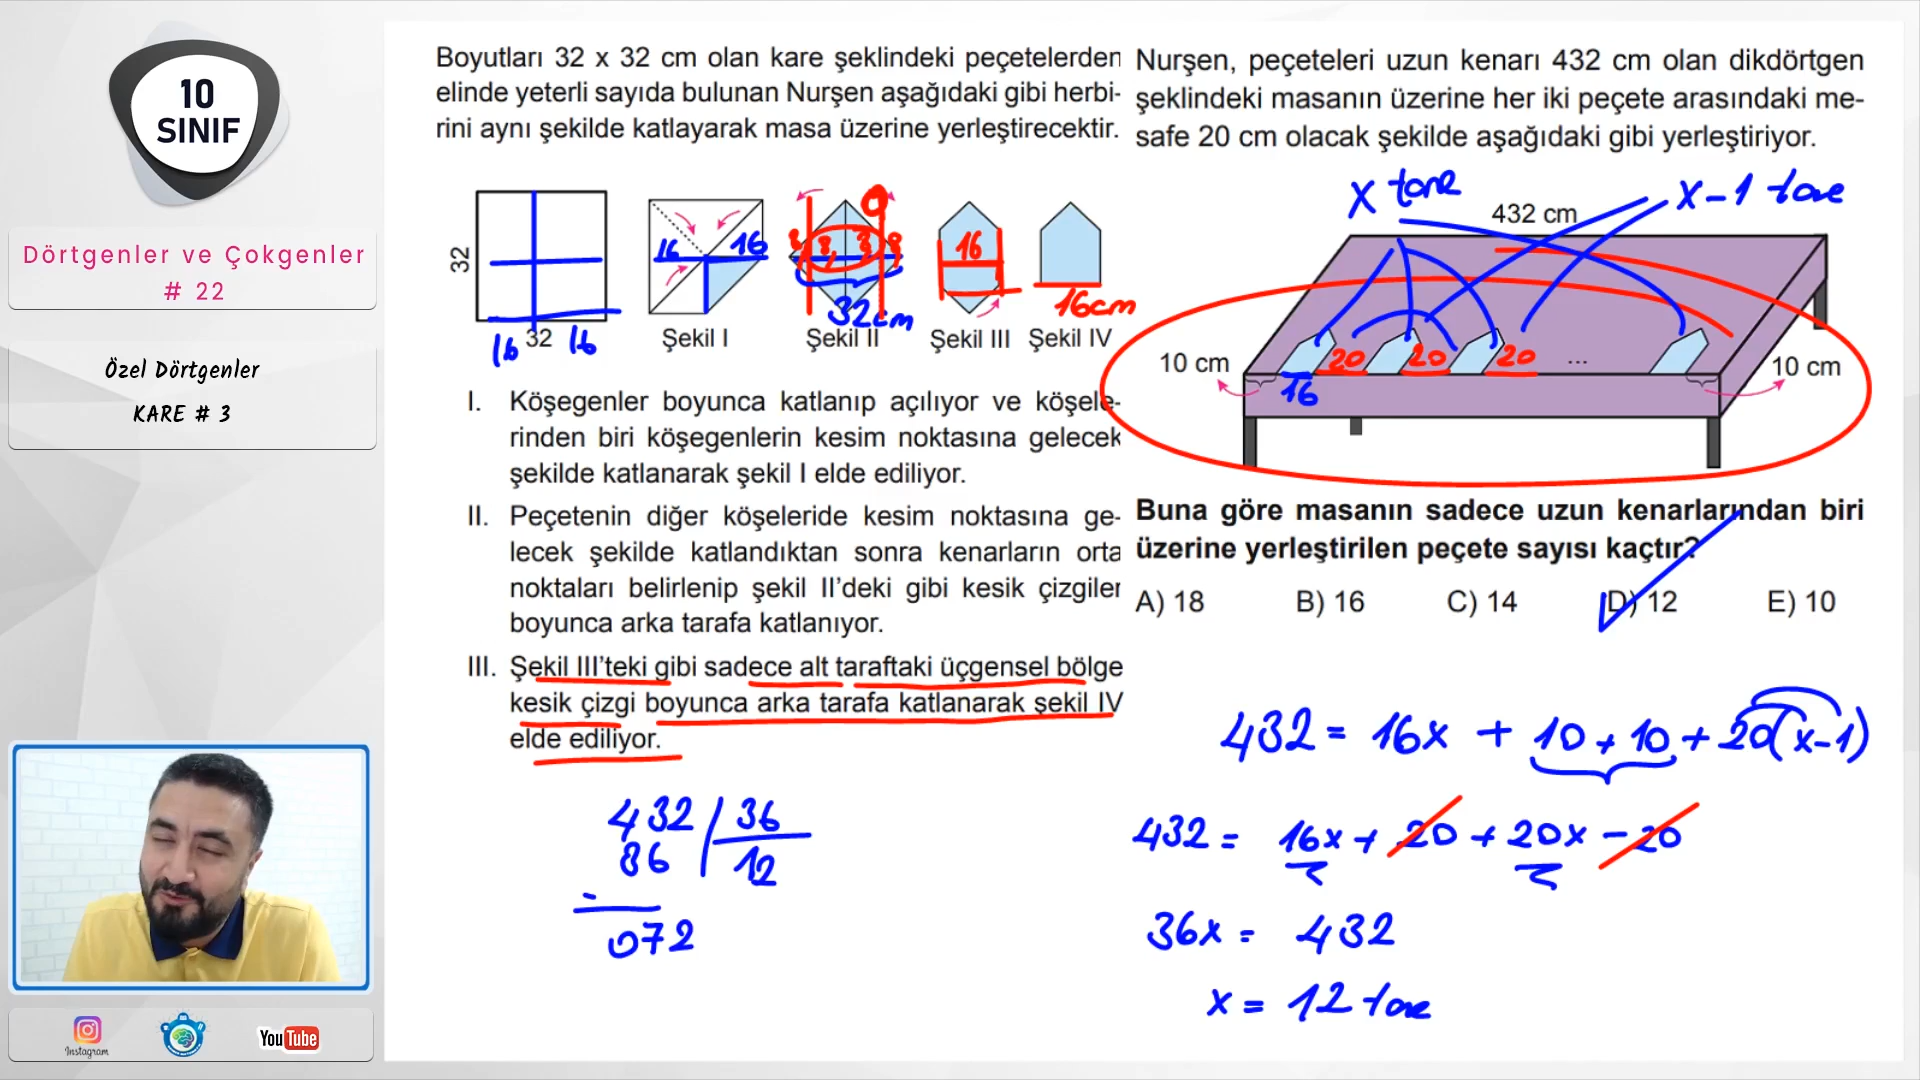 10
SINIF
Dörtgenler ve Çokgenler
# 22
Özel Dörtgenler
KARE # 3
Instagram
YouTube
Boyutları 32 x 32 cm olan kare şeklindeki peçetelerden
elinde yeterli sayıda bulunan Nurşen aşağıdaki gibi herbi-
rini aynı şekilde katlayarak masa üzerine yerleştirecektir.
32
32
16 16
16 16
Şekil I
8 8 8 8
32cm
Şekil II
16
Şekil III
16cm
Şekil IV
I. Köşegenler boyunca katlanıp açılıyor ve köşele-
rinden biri köşegenlerin kesim noktasına gelecek
şekilde katlanarak şekil I elde ediliyor.
II. Peçetenin diğer köşeleride kesim noktasına ge-
lecek şekilde katlandıktan sonra kenarların orta
noktaları belirlenip şekil II’deki gibi kesik çizgiler
boyunca arka tarafa katlanıyor.
III. Şekil III’teki gibi sadece alt taraftaki üçgensel bölge
kesik çizgi boyunca arka tarafa katlanarak şekil IV
elde ediliyor.
432 36
86 12
-
072
Nurşen, peçeteleri uzun kenarı 432 cm olan dikdörtgen
şeklindeki masanın üzerine her iki peçete arasındaki me-
safe 20 cm olacak şekilde aşağıdaki gibi yerleştiriyor.
x tane
x-1 tane
432 cm
10 cm
20 20 20 ...
10 cm
16
Buna göre masanın sadece uzun kenarlarından biri
üzerine yerleştirilen peçete sayısı kaçtır?
A) 18 B) 16 C) 14 D) 12 E) 10
432 = 16x + 10 + 10 + 20(x-1)
432 = 16x + 20 + 20x - 20
36x = 432
x = 12 tane